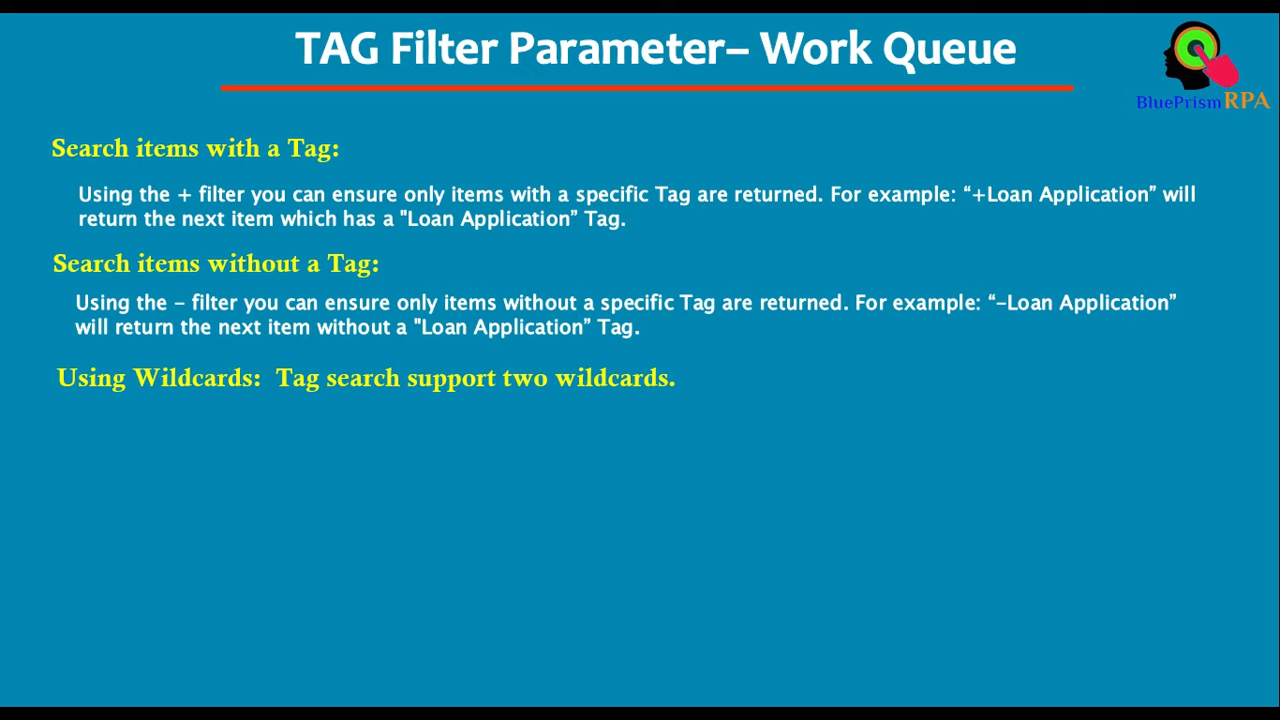 TAG Filter Parameter– Work Queue
BluePrismRPA
Search items with a Tag:
Using the + filter you can ensure only items with a specific Tag are returned. For example: “+Loan Application” will
return the next item which has a "Loan Application” Tag.
Search items without a Tag:
Using the – filter you can ensure only items without a specific Tag are returned. For example: “–Loan Application”
will return the next item without a "Loan Application” Tag.
Using Wildcards: Tag search support two wildcards.